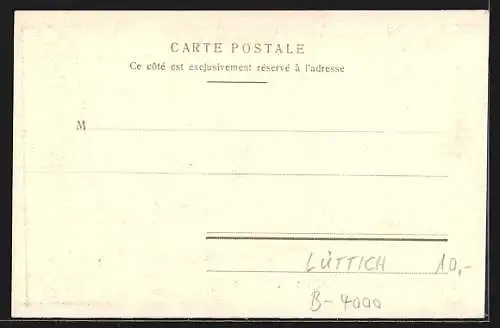 CARTE POSTALE
Ce côté est exclusivement réservé à l'adresse
M
LÜTTICH 10,-
B-4000